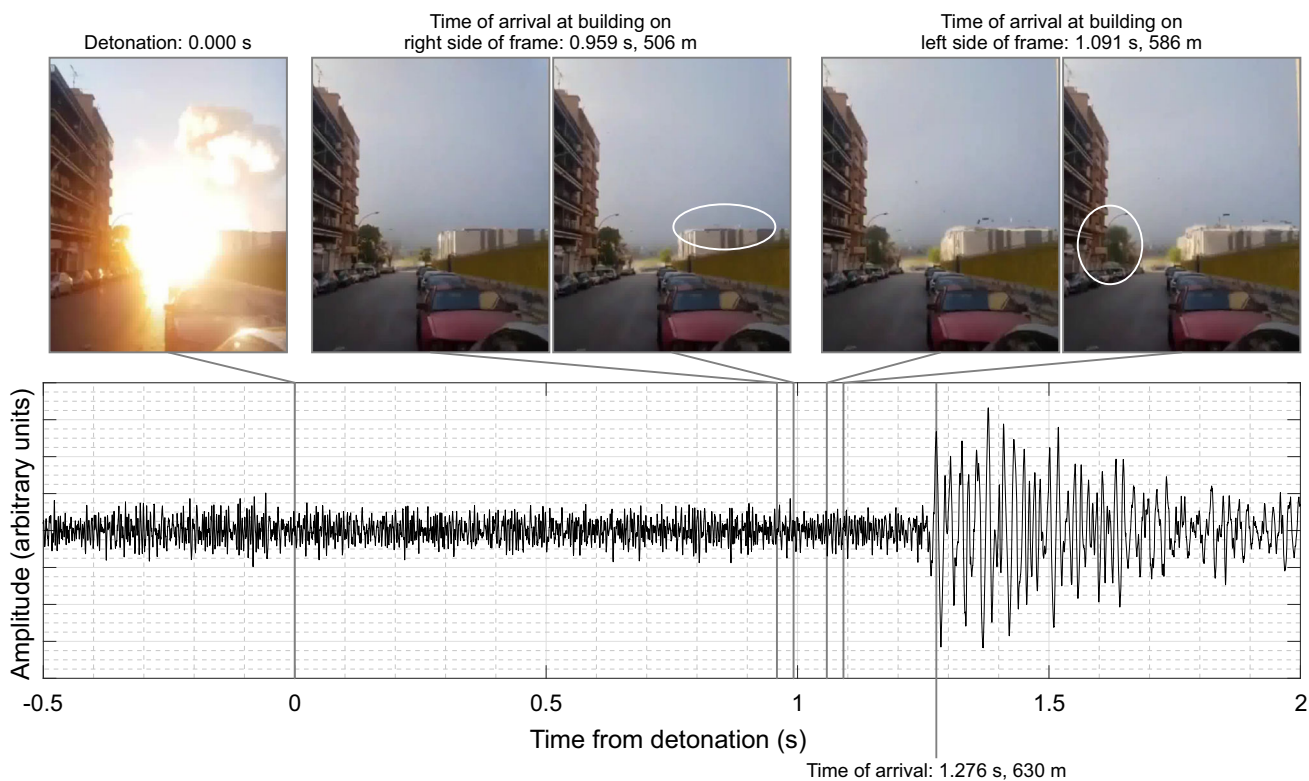 Detonation: 0.000 s
Time of arrival at building on
right side of frame: 0.959 s, 506 m
Time of arrival at building on
left side of frame: 1.091 s, 586 m
Amplitude (arbitrary units)
-0.5 0 0.5 1 1.5 2
Time from detonation (s)
Time of arrival: 1.276 s, 630 m